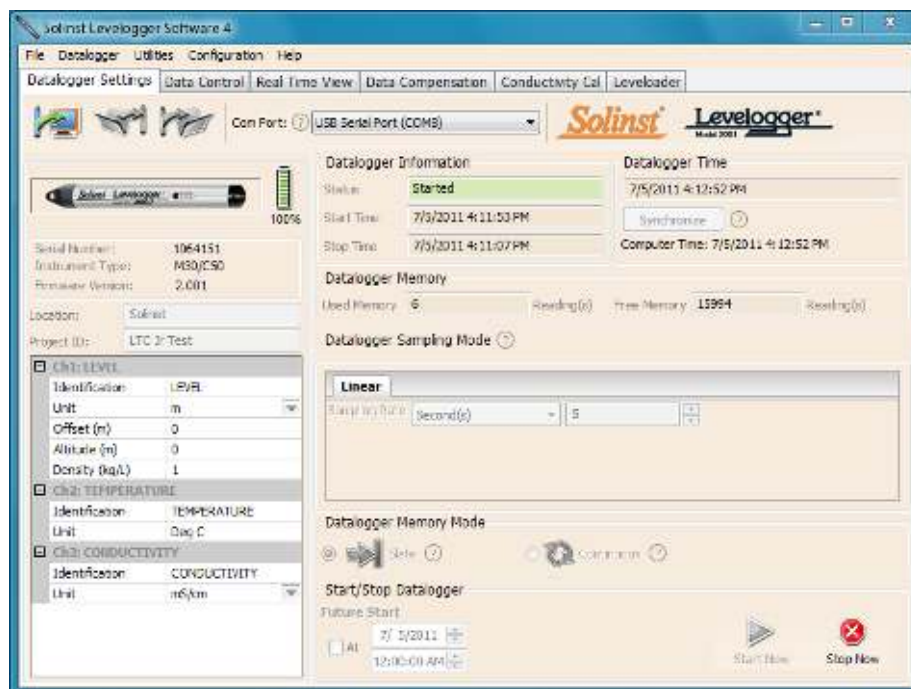 Solinst Levelogger Software 4
File Datalogger Utilities Configuration Help
Datalogger Settings Data Control Real Time View Data Compensation Conductivity Cal Leveloader
Com Port: USB Serial Port (COM8)
Solinst Levelogger
Model 3001
Solinst Levelogger
100%
Serial Number: 1064151
Instrument Type: M30/C80
Firmware Version: 2.001
Location: Solinst
Project ID: LTC Jr Test
Ch1: LEVEL
Identification LEVEL
Unit m
Offset (m) 0
Altitude (m) 0
Density (kg/L) 1
Ch2: TEMPERATURE
Identification TEMPERATURE
Unit Deg C
Ch3: CONDUCTIVITY
Identification CONDUCTIVITY
Unit mS/cm
Datalogger Information
Status Started
Start Time 7/5/2011 4:11:53 PM
Stop Time 7/5/2011 4:11:07 PM
Datalogger Time
7/5/2011 4:12:52 PM
Synchronize
Computer Time: 7/5/2011 4:12:52 PM
Datalogger Memory
Used Memory 6 Reading(s) Free Memory 15994 Reading(s)
Datalogger Sampling Mode
Linear
Sampling Rate Second(s) 5
Datalogger Memory Mode
Slate Continuous
Start/Stop Datalogger
Future Start
At 7/ 5/2011
12:00:00 AM
Start Now Stop Now